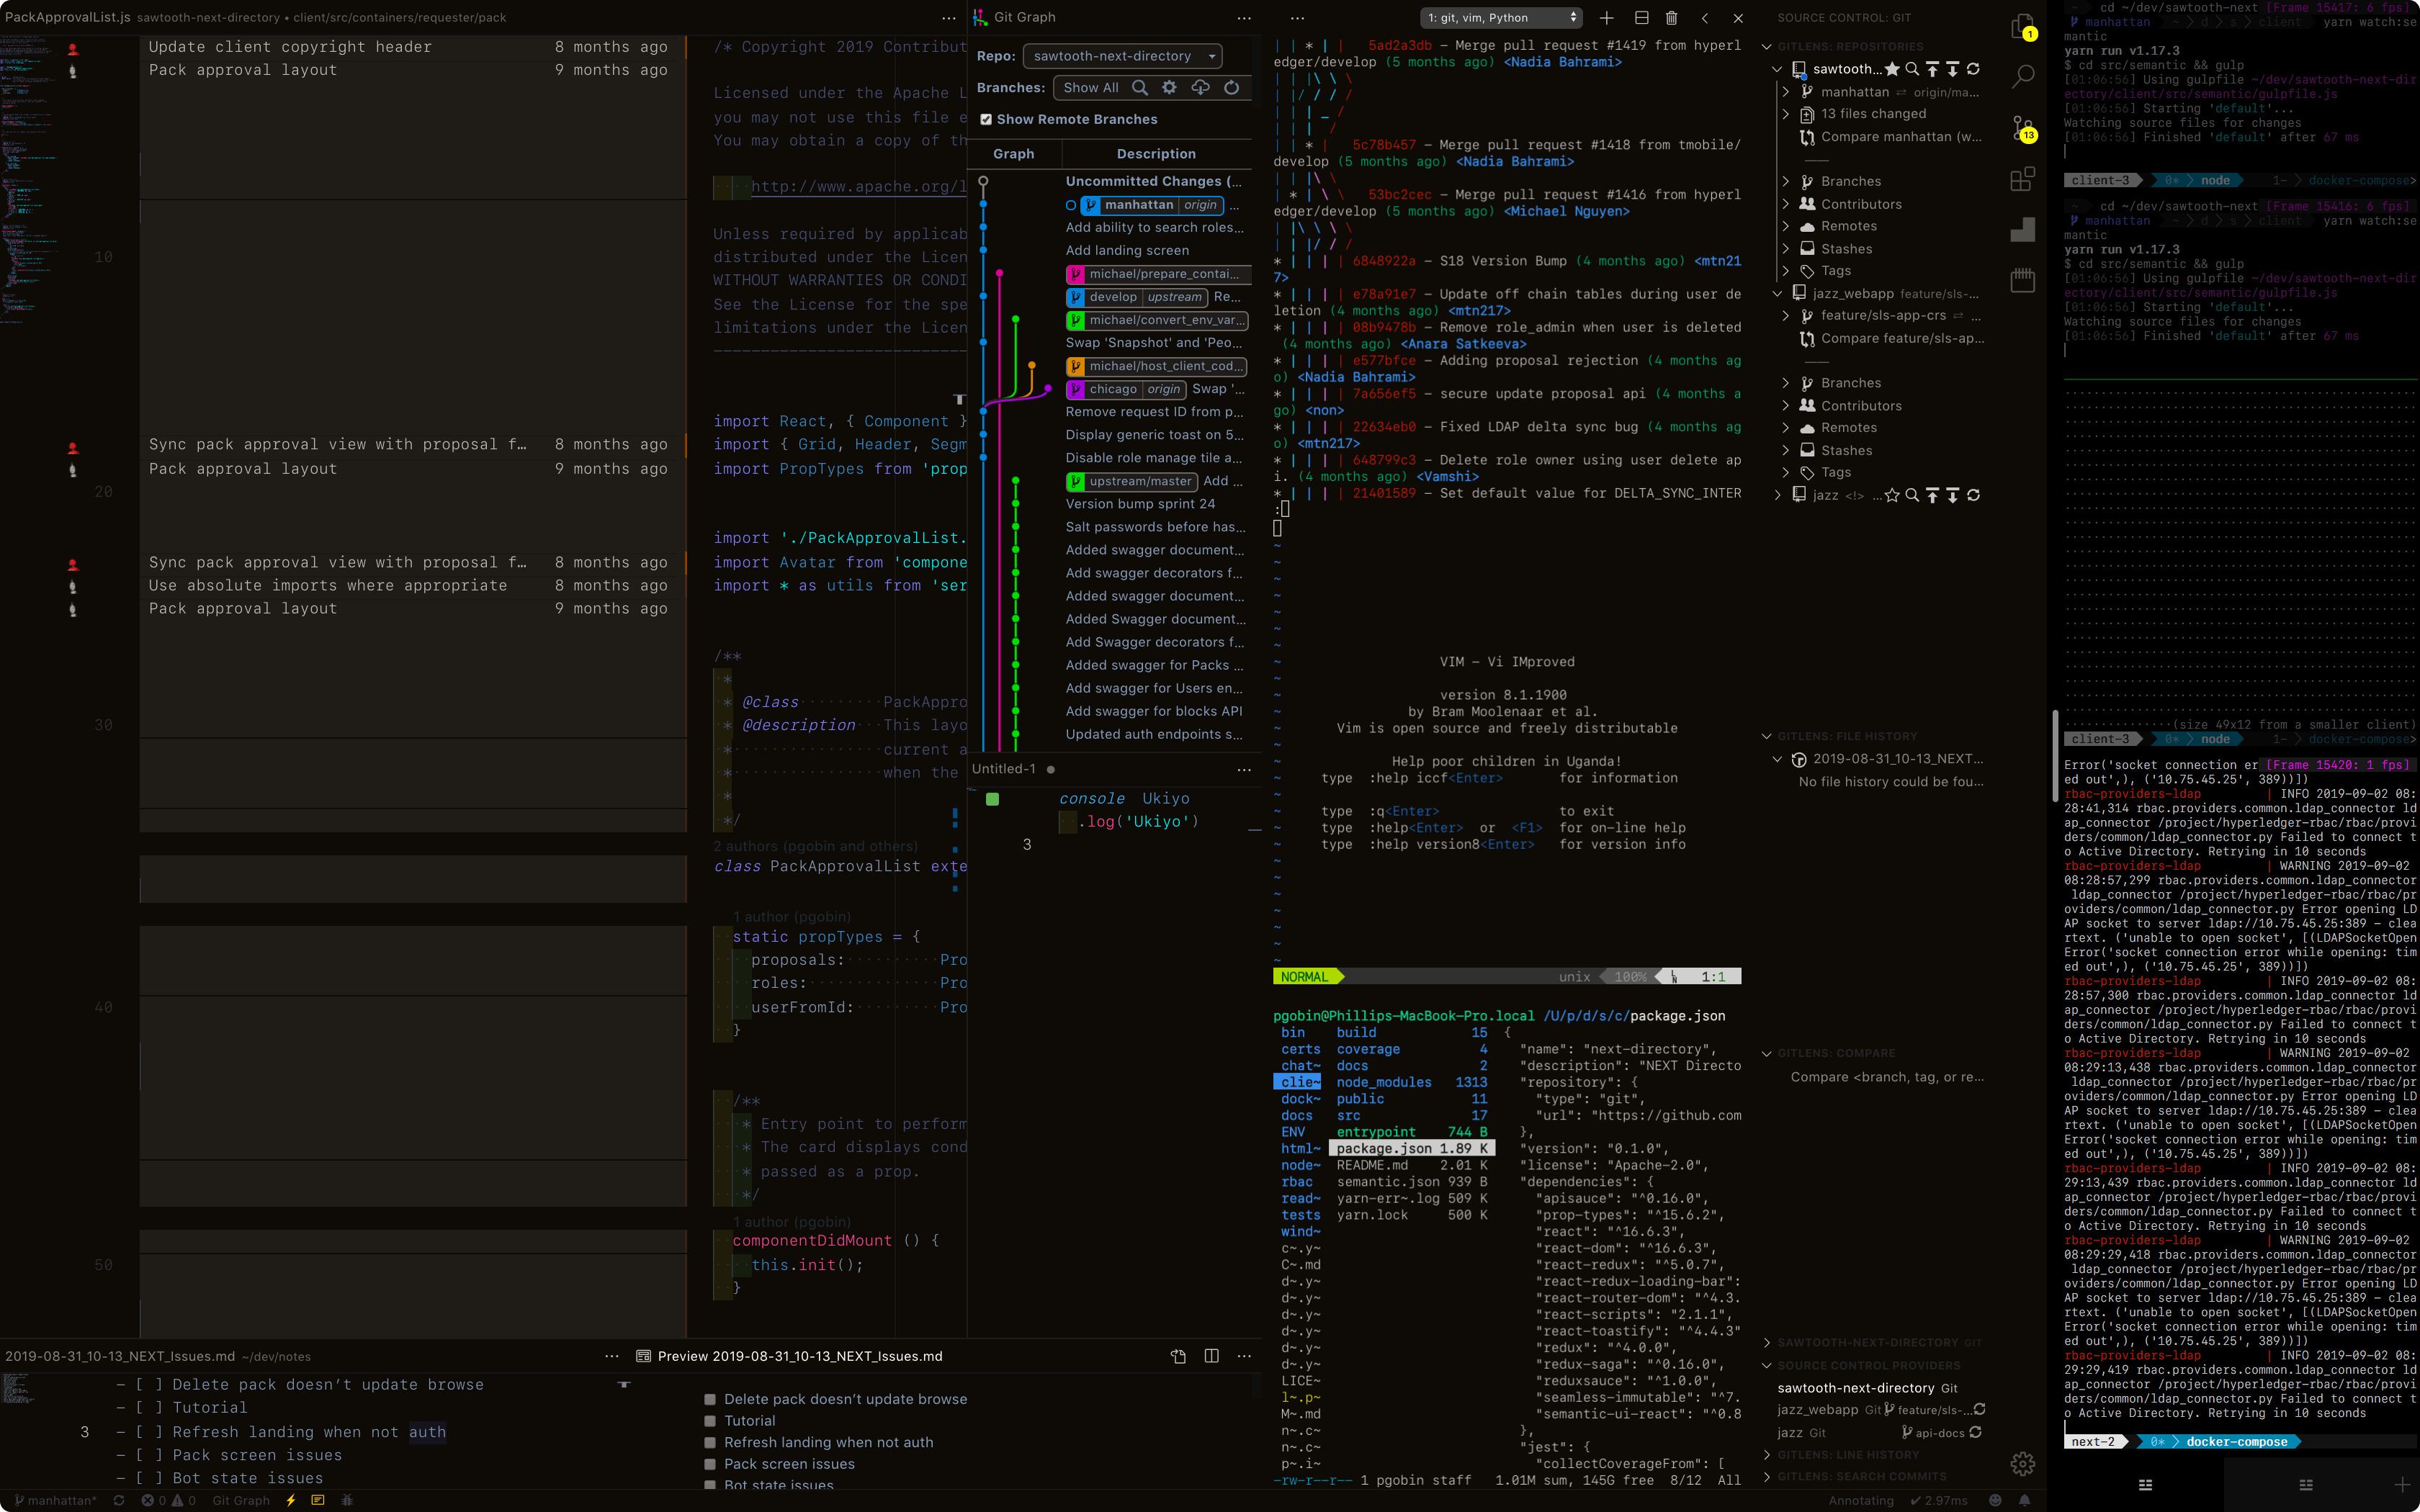 PackApprovalList.js sawtooth-next-directory • client/src/containers/requester/pack
Update client copyright header 8 months ago
Pack approval layout 9 months ago
10
Sync pack approval view with proposal f… 8 months ago
Pack approval layout 9 months ago
20
Sync pack approval view with proposal f… 8 months ago
Use absolute imports where appropriate 8 months ago
Pack approval layout 9 months ago
30
40
50
/* Copyright 2019 Contribut
Licensed under the Apache L
you may not use this file e
You may obtain a copy of th
http://www.apache.org/l
Unless required by applicab
distributed under the Licen
WITHOUT WARRANTIES OR CONDI
See the License for the spe
limitations under the Licen
import React, { Component }
import { Grid, Header, Segm
import PropTypes from 'prop
import './PackApprovalList.
import Avatar from 'compone
import * as utils from 'ser
/**
*
* @class PackAppro
* @description This layo
* current a
* when the
*
*/
2 authors (pgobin and others)
class PackApprovalList exte
1 author (pgobin)
static propTypes = {
proposals: Pro
roles: Pro
userFromId: Pro
}
/**
* Entry point to perform
* The card displays cond
* passed as a prop.
*/
1 author (pgobin)
componentDidMount () {
this.init();
}
Git Graph
Repo: sawtooth-next-directory
Branches: Show All
Show Remote Branches
Graph Description
Uncommitted Changes (…
manhattan origin …
Add ability to search roles…
Add landing screen
michael/prepare_contai…
develop upstream Re…
michael/convert_env_var…
Swap 'Snapshot' and 'Peo…
michael/host_client_cod…
chicago origin Swap '…
Remove request ID from p…
Display generic toast on 5…
Disable role manage tile a…
upstream/master Add …
Version bump sprint 24
Salt passwords before has…
Added swagger document…
Add swagger decorators f…
Added swagger document…
Added Swagger document…
Add Swagger decorators f…
Added swagger for Packs …
Add swagger for Users en…
Add swagger for blocks API
Updated auth endpoints s…
Untitled-1
console Ukiyo
.log('Ukiyo')
3
1: git, vim, Python
| | * | | 5ad2a3db - Merge pull request #1419 from hyperl
edger/develop (5 months ago) <Nadia Bahrami>
| | |\ \ \
| |/ / / /
| | | _ /
| | | /
| | * | 5c78b457 - Merge pull request #1418 from tmobile/
develop (5 months ago) <Nadia Bahrami>
| | |\ \
| * | \ \ 53bc2cec - Merge pull request #1416 from hyperl
edger/develop (5 months ago) <Michael Nguyen>
| |\ \ \ \
| | |/ / /
* | | | | 6848922a - S18 Version Bump (4 months ago) <mtn21
7>
* | | | | e78a91e7 - Update off chain tables during user de
letion (4 months ago) <mtn217>
* | | | | 08b9478b - Remove role_admin when user is deleted
(4 months ago) <Anara Satkeeva>
* | | | | e577bfce - Adding proposal rejection (4 months ag
o) <Nadia Bahrami>
* | | | | 7a656ef5 - secure update proposal api (4 months a
go) <non>
* | | | | 22634eb0 - Fixed LDAP delta sync bug (4 months ag
o) <mtn217>
* | | | | 648799c3 - Delete role owner using user delete ap
i. (4 months ago) <Vamshi>
* | | | | 21401589 - Set default value for DELTA_SYNC_INTER
:
VIM - Vi IMproved
version 8.1.1900
by Bram Moolenaar et al.
Vim is open source and freely distributable
Help poor children in Uganda!
type :help iccf<Enter> for information
type :q<Enter> to exit
type :help<Enter> or <F1> for on-line help
type :help version8<Enter> for version info
NORMAL unix 100% 1:1
pgobin@Phillips-MacBook-Pro.local /U/p/d/s/c/package.json
bin build 15 {
certs coverage 4 "name": "next-directory",
chat~ docs 2 "description": "NEXT Directo
clie~ node_modules 1313 "repository": {
dock~ public 11 "type": "git",
docs src 17 "url": "https://github.com
ENV entrypoint 744 B },
html~ package.json 1.89 K "version": "0.1.0",
node~ README.md 2.01 K "license": "Apache-2.0",
rbac semantic.json 939 B "dependencies": {
read~ yarn-err~.log 509 K "apisauce": "^0.16.0",
tests yarn.lock 500 K "prop-types": "^15.6.2",
wind~ "react": "^16.6.3",
c~.y~ "react-dom": "^16.6.3",
C~.md "react-redux": "^5.0.7",
d~.y~ "react-redux-loading-bar":
d~.y~ "react-router-dom": "^4.3.
d~.y~ "react-scripts": "2.1.1",
d~.y~ "react-toastify": "^4.4.3"
d~.y~ "redux": "^4.0.0",
d~.y~ "redux-saga": "^0.16.0",
LICE~ "reduxsauce": "^1.0.0",
l~.p~ "seamless-immutable": "^7.
M~.md "semantic-ui-react": "^0.8
n~.c~ },
n~.c~ "jest": {
p~.i~ "collectCoverageFrom": [
-rw-r--r-- 1 pgobin staff 1.01M sum, 145G free 8/12 All
SOURCE CONTROL: GIT
GITLENS: REPOSITORIES
sawtooth…
manhattan origin/ma…
13 files changed
Compare manhattan (w…
Branches
Contributors
Remotes
Stashes
Tags
jazz_webapp feature/sls-…
feature/sls-app-crs …
Compare feature/sls-ap…
Branches
Contributors
Remotes
Stashes
Tags
jazz <!> …
GITLENS: FILE HISTORY
2019-08-31_10-13_NEXT…
No file history could be fou…
GITLENS: COMPARE
Compare <branch, tag, or re…
SAWTOOTH-NEXT-DIRECTORY GIT
SOURCE CONTROL PROVIDERS
sawtooth-next-directory Git
jazz_webapp Git feature/sls-…
jazz Git api-docs
GITLENS: LINE HISTORY
GITLENS: SEARCH COMMITS
1
13
~ cd ~/dev/sawtooth-next [Frame 15417: 6 fps]
manhattan ~ d s client yarn watch:se
mantic
yarn run v1.17.3
$ cd src/semantic && gulp
[01:06:56] Using gulpfile ~/dev/sawtooth-next-dir
ectory/client/src/semantic/gulpfile.js
[01:06:56] Starting 'default'...
Watching source files for changes
[01:06:56] Finished 'default' after 67 ms
client-3 0* node 1- docker-compose>
~ cd ~/dev/sawtooth-next [Frame 15416: 6 fps]
manhattan ~ d s client yarn watch:se
mantic
yarn run v1.17.3
$ cd src/semantic && gulp
[01:06:56] Using gulpfile ~/dev/sawtooth-next-dir
ectory/client/src/semantic/gulpfile.js
[01:06:56] Starting 'default'...
Watching source files for changes
[01:06:56] Finished 'default' after 67 ms
(size 49x12 from a smaller client)
client-3 0* node 1- docker-compose>
Error('socket connection er [Frame 15420: 1 fps]
ed out',), ('10.75.45.25', 389))])
rbac-providers-ldap | INFO 2019-09-02 08:
28:41,314 rbac.providers.common.ldap_connector ld
ap_connector /project/hyperledger-rbac/rbac/provi
ders/common/ldap_connector.py Failed to connect t
o Active Directory. Retrying in 10 seconds
rbac-providers-ldap | WARNING 2019-09-02
08:28:57,299 rbac.providers.common.ldap_connector
ldap_connector /project/hyperledger-rbac/rbac/pr
oviders/common/ldap_connector.py Error opening LD
AP socket to server ldap://10.75.45.25:389 - clea
rtext. ('unable to open socket', [(LDAPSocketOpen
Error('socket connection error while opening: tim
ed out',), ('10.75.45.25', 389))])
rbac-providers-ldap | INFO 2019-09-02 08:
28:57,300 rbac.providers.common.ldap_connector ld
ap_connector /project/hyperledger-rbac/rbac/provi
ders/common/ldap_connector.py Failed to connect t
o Active Directory. Retrying in 10 seconds
rbac-providers-ldap | WARNING 2019-09-02
08:29:13,438 rbac.providers.common.ldap_connector
ldap_connector /project/hyperledger-rbac/rbac/pr
oviders/common/ldap_connector.py Error opening LD
AP socket to server ldap://10.75.45.25:389 - clea
rtext. ('unable to open socket', [(LDAPSocketOpen
Error('socket connection error while opening: tim
ed out',), ('10.75.45.25', 389))])
rbac-providers-ldap | INFO 2019-09-02 08:
29:13,439 rbac.providers.common.ldap_connector ld
ap_connector /project/hyperledger-rbac/rbac/provi
ders/common/ldap_connector.py Failed to connect t
o Active Directory. Retrying in 10 seconds
rbac-providers-ldap | WARNING 2019-09-02
08:29:29,418 rbac.providers.common.ldap_connector
ldap_connector /project/hyperledger-rbac/rbac/pr
oviders/common/ldap_connector.py Error opening LD
AP socket to server ldap://10.75.45.25:389 - clea
rtext. ('unable to open socket', [(LDAPSocketOpen
Error('socket connection error while opening: tim
ed out',), ('10.75.45.25', 389))])
rbac-providers-ldap | INFO 2019-09-02 08:
29:29,419 rbac.providers.common.ldap_connector ld
ap_connector /project/hyperledger-rbac/rbac/provi
ders/common/ldap_connector.py Failed to connect t
o Active Directory. Retrying in 10 seconds
next-2 0* docker-compose
2019-08-31_10-13_NEXT_Issues.md ~/dev/notes
- [ ] Delete pack doesn't update browse
- [ ] Tutorial
3 - [ ] Refresh landing when not auth
- [ ] Pack screen issues
- [ ] Bot state issues
Preview 2019-08-31_10-13_NEXT_Issues.md
Delete pack doesn't update browse
Tutorial
Refresh landing when not auth
Pack screen issues
Bot state issues
manhattan* 0 0 Git Graph
Annotating 2.97ms